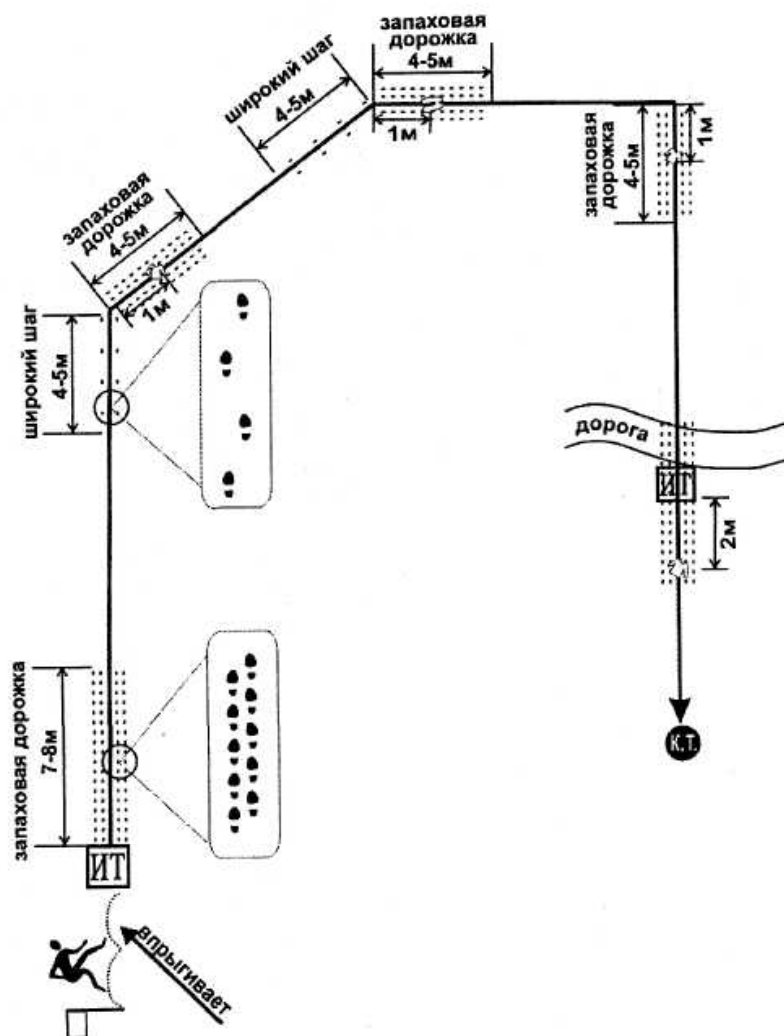 запаховая
дорожка
4-5м
1м
широкий шаг
4-5м
запаховая
дорожка
4-5м
1м
запаховая
дорожка
4-5м
1м
широкий шаг
4-5м
дорога
ИТ
2м
запаховая дорожка
7-8м
К.Т.
ИТ
впрыгивает